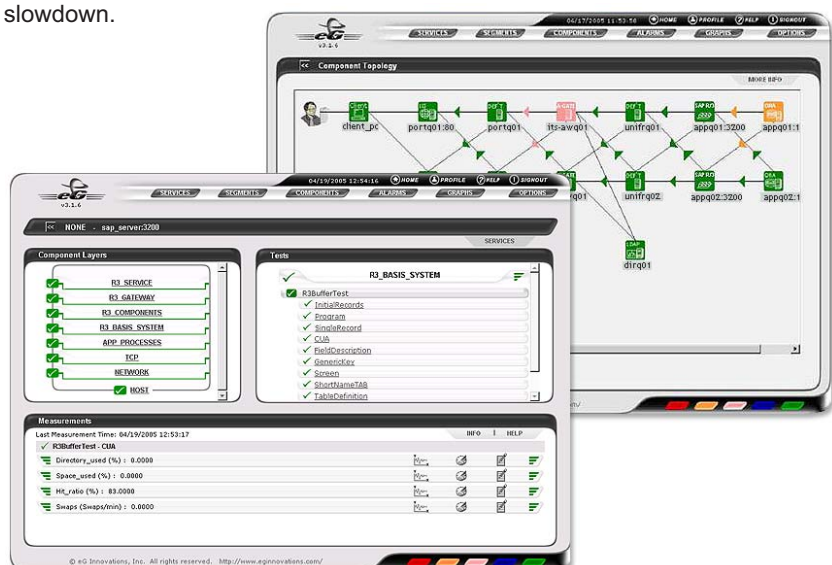 slowdown.
04/17/2005 11:53:58 HOME PROFILE HELP SIGNOUT
eG
v3.1.6
SERVICES SEGMENTS COMPONENTS ALARMS GRAPHS OPTIONS
<< Component Topology
MORE INFO
client_pc portq01:80 portq01 its-awq01 unifrq01 appq01:3200 appq01:1
unifrq02 appq02:3200 appq02:1
dirq01
04/19/2005 12:54:16 HOME PROFILE HELP SIGNOUT
eG
v3.1.6
SERVICES SEGMENTS COMPONENTS ALARMS GRAPHS OPTIONS
<< NONE - sap_server:3200
SERVICES
Component Layers
R3_SERVICE
R3_GATEWAY
R3_COMPONENTS
R3_BASIS_SYSTEM
APP_PROCESSES
TCP
NETWORK
HOST
Tests
R3_BASIS_SYSTEM
R3BufferTest
InitialRecords
Program
SingleRecord
CUA
FieldDescription
GenericKey
Screen
ShortNameTAB
TableDefinition
Measurements
Last Measurement Time: 04/19/2005 12:53:17
INFO | HELP
R3BufferTest - CUA
Directory_used (%) : 0.0000
Space_used (%) : 0.0000
Hit_ratio (%) : 83.0000
Swaps (Swaps/min) : 0.0000
© eG Innovations, Inc. All rights reserved. http://www.eginnovations.com/